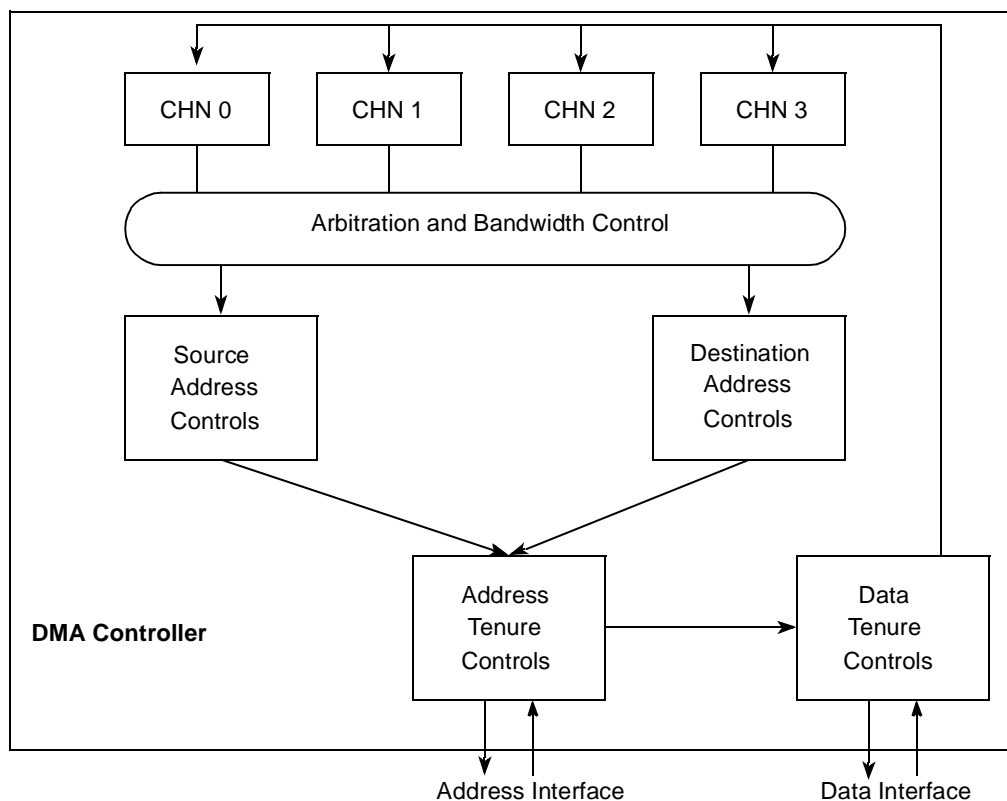 CHN 0
CHN 1
CHN 2
CHN 3
Arbitration and Bandwidth Control
Source
Address
Controls
Destination
Address
Controls
Address
Tenure
Controls
Data
Tenure
Controls
DMA Controller
Address Interface
Data Interface